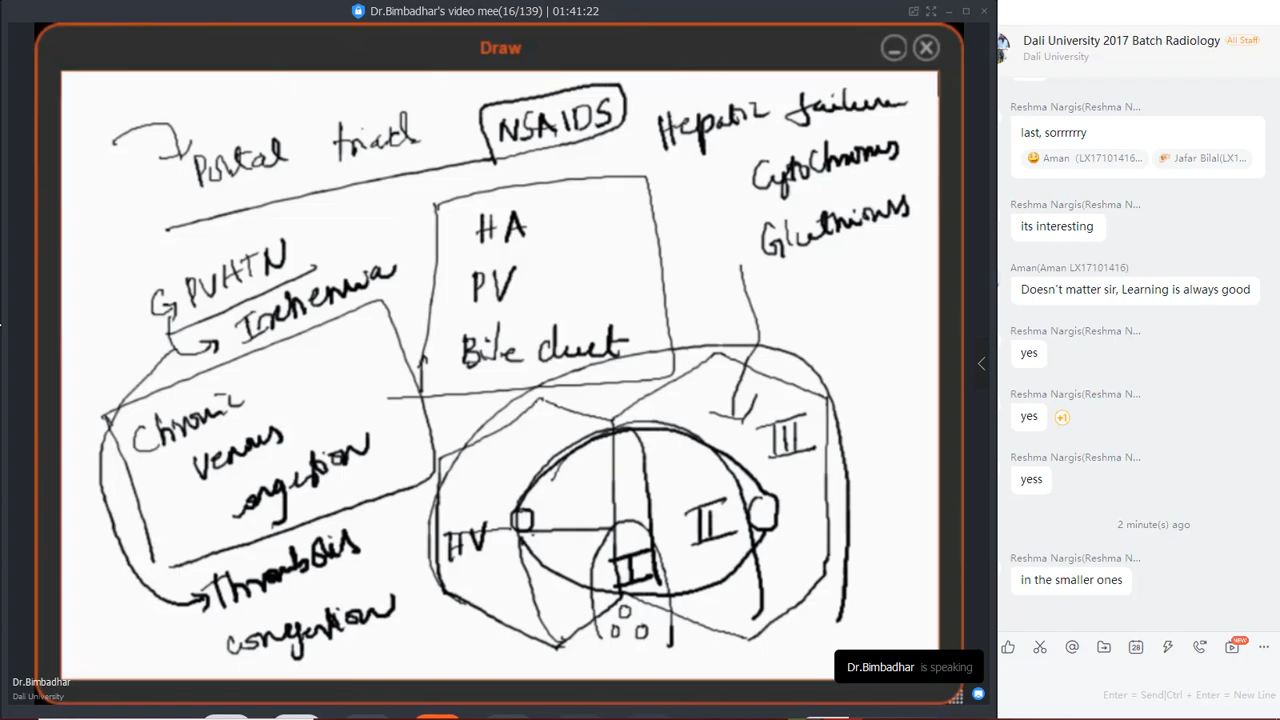 Dr.Bimbadhar's video mee(16/139) | 01:41:22
Draw
Portal triad
NSAIDS
Hepatic failure
Cytochromes
HA
PV
Bile duct
PVHTN
Ischemia
Chronic
venous
congestion
Thrombosis
congestion
HV
I
II
III
Dr.Bimbadhar
Dali University
Dr.Bimbadhar is speaking
Dali University 2017 Batch Radiology All Staff
Dali University
Reshma Nargis(Reshma N...
last, sorrrrry
Aman (LX17101416... Jafar Bilal(LX1...
Reshma Nargis(Reshma N...
its interesting
Aman(Aman LX17101416)
Doesn't matter sir, Learning is always good
Reshma Nargis(Reshma N...
yes
Reshma Nargis(Reshma N...
yes +1
Reshma Nargis(Reshma N...
yess
2 minute(s) ago
Reshma Nargis(Reshma N...
in the smaller ones
28
NEW
Enter = Send|Ctrl + Enter = New Line